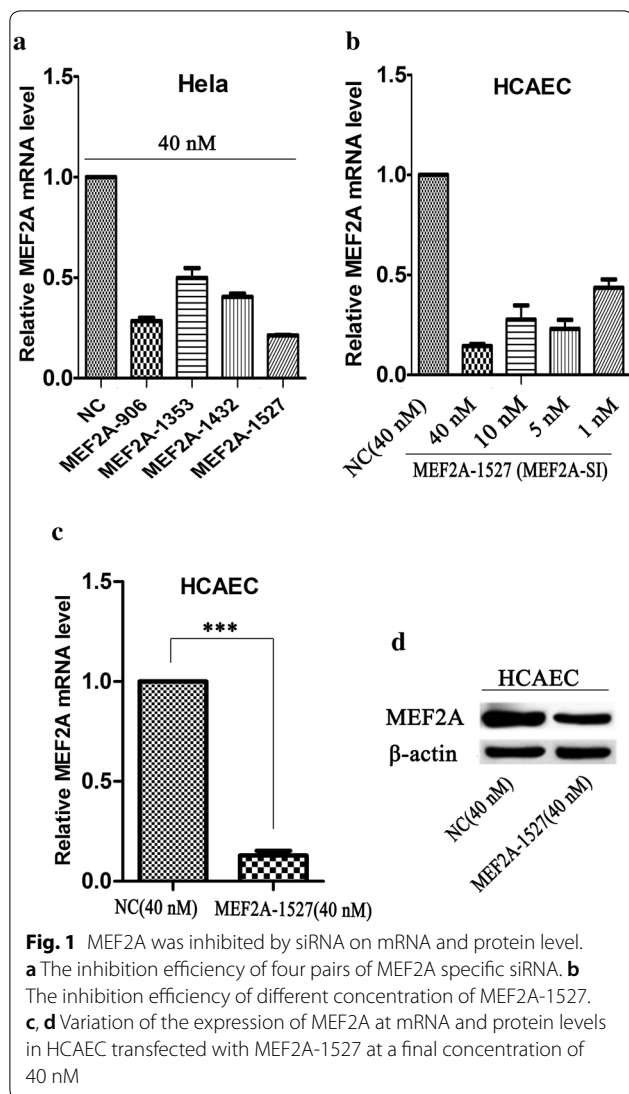 a
Hela
Relative MEF2A mRNA level
1.5
1.0
0.5
0.0
40 nM
NC
MEF2A-906
MEF2A-1353
MEF2A-1432
MEF2A-1527
b
HCAEC
Relative MEF2A mRNA level
1.5
1.0
0.5
0.0
NC(40 nM)
40 nM
10 nM
5 nM
1 nM
MEF2A-1527 (MEF2A-SI)
c
HCAEC
Relative MEF2A mRNA level
1.5
1.0
0.5
0.0
***
NC(40 nM)
MEF2A-1527(40 nM)
d
HCAEC
MEF2A
β-actin
NC(40 nM)
MEF2A-1527(40 nM)
Fig. 1 MEF2A was inhibited by siRNA on mRNA and protein level.
a The inhibition efficiency of four pairs of MEF2A specific siRNA. b
The inhibition efficiency of different concentration of MEF2A-1527.
c, d Variation of the expression of MEF2A at mRNA and protein levels
in HCAEC transfected with MEF2A-1527 at a final concentration of
40 nM